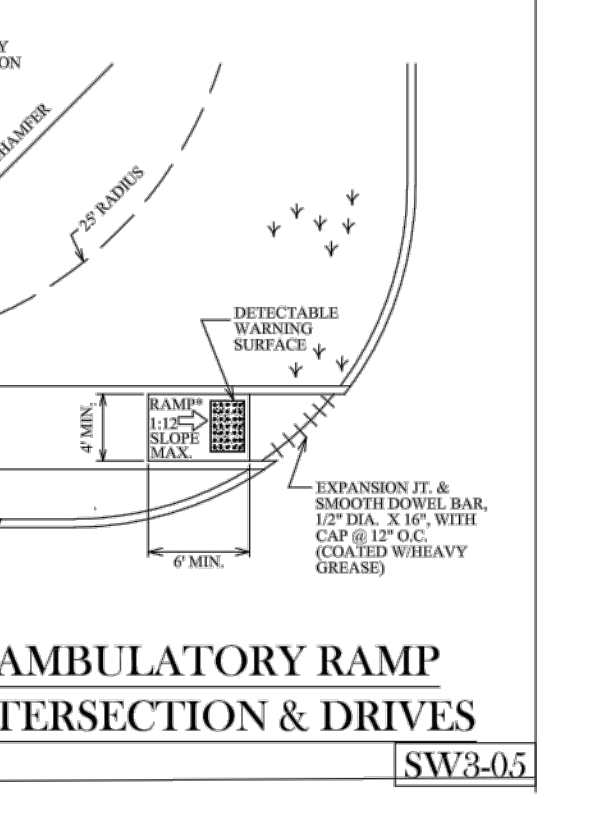 Y
ON
HAMFER
25' RADIUS
DETECTABLE
WARNING
SURFACE
4' MIN.
RAMP*
1:12
SLOPE
MAX.
6' MIN.
EXPANSION JT. &
SMOOTH DOWEL BAR,
1/2" DIA. X 16", WITH
CAP @ 12" O.C.
(COATED W/HEAVY
GREASE)
AMBULATORY RAMP
TERSECTION & DRIVES
SW3-05